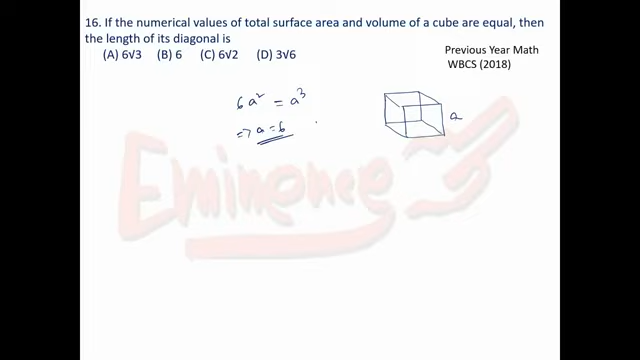 16. If the numerical values of total surface area and volume of a cube are equal, then
the length of its diagonal is
(A) 6√3 (B) 6 (C) 6√2 (D) 3√6
Previous Year Math
WBCS (2018)
6a² = a³
=> a = 6
a
Eminence